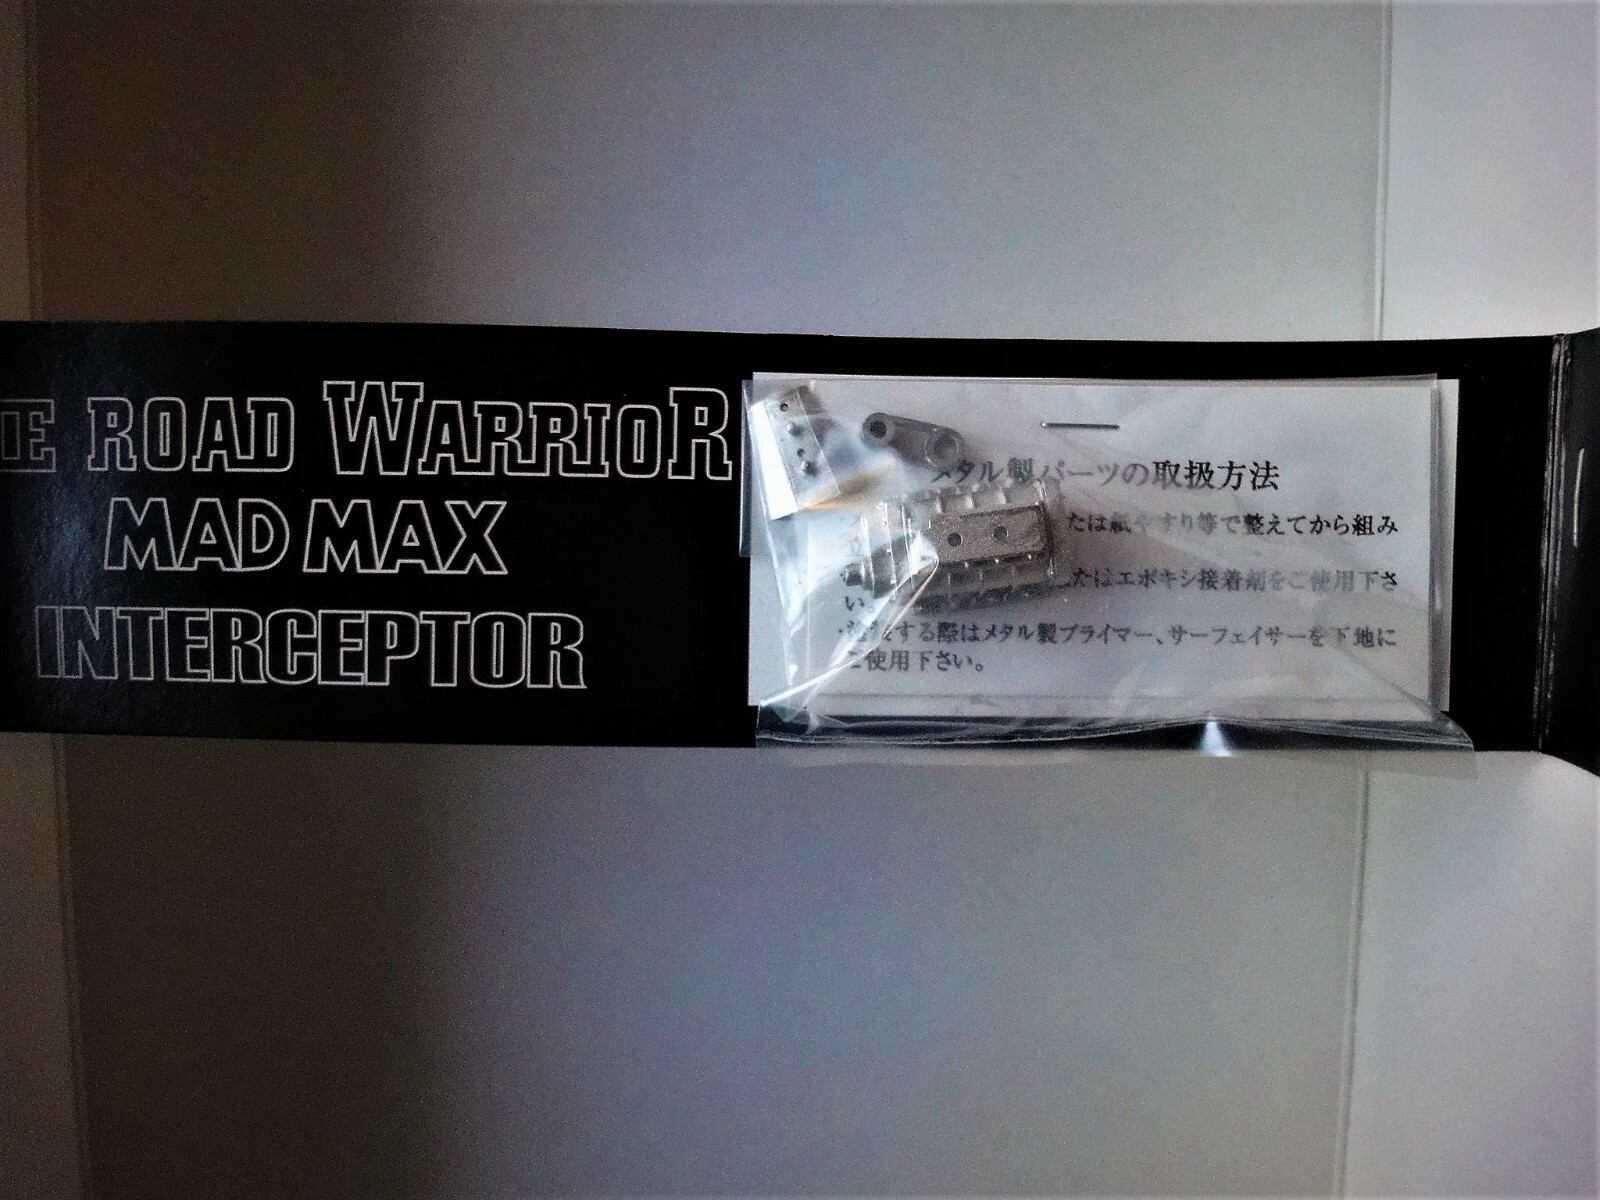 ROAD WARRIOR
MAD MAX
INTERCEPTOR
メタル製パーツの取扱方法
たは紙やすり等で整えてから組み
たはエポキシ接着剤をご使用下さ
い。
する際はメタル製プライマー、サーフェイサーを下地に
ご使用下さい。